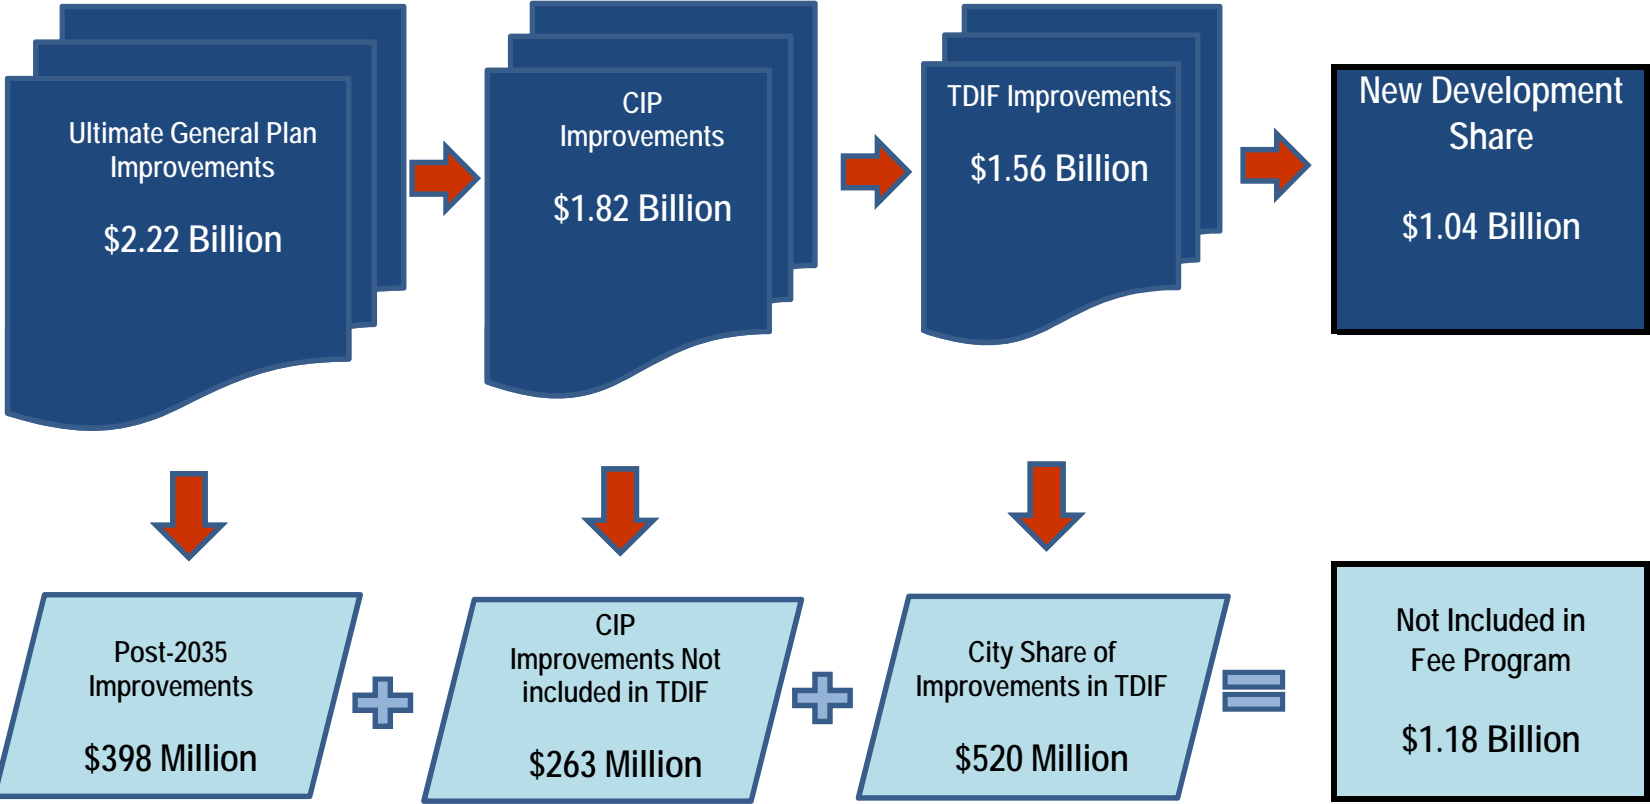 Ultimate General Plan
Improvements
$2.22 Billion
CIP
Improvements
$1.82 Billion
TDIF Improvements
$1.56 Billion
New Development
Share
$1.04 Billion
Post-2035
Improvements
$398 Million
CIP
Improvements Not
included in TDIF
$263 Million
City Share of
Improvements in TDIF
$520 Million
Not Included in
Fee Program
$1.18 Billion